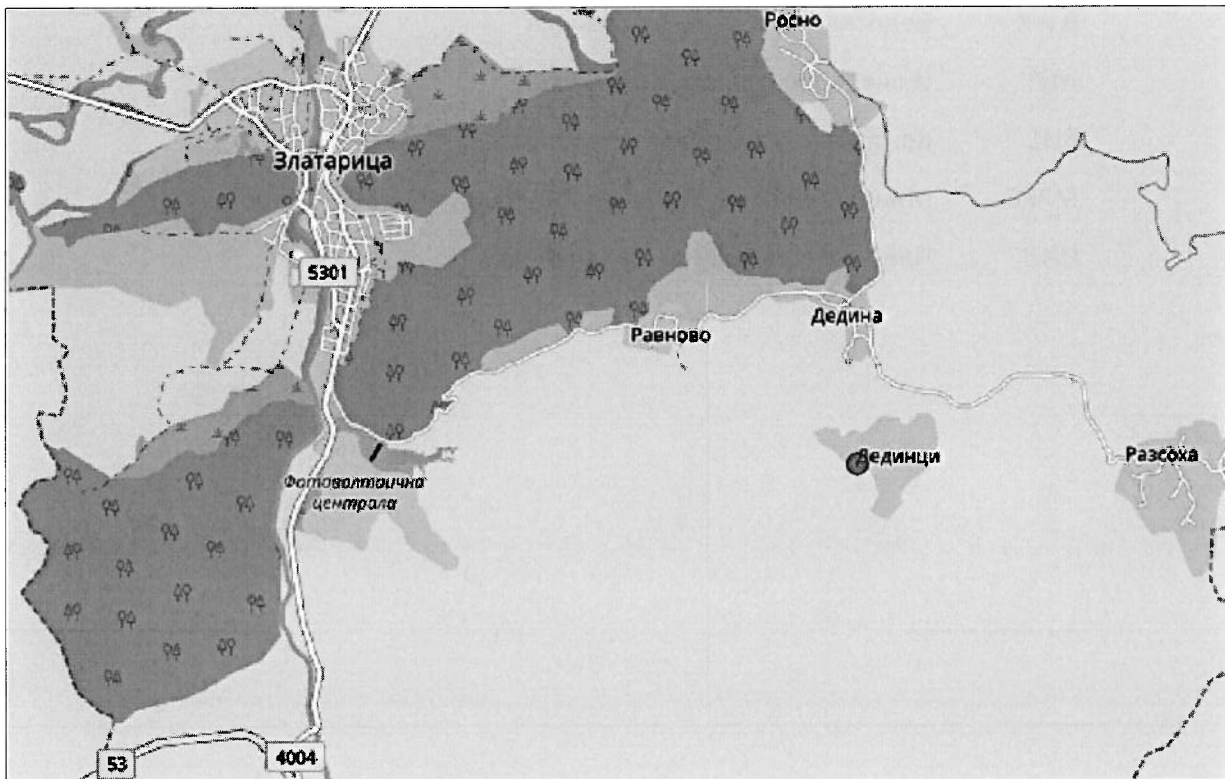 Росно
Златарица
5301
Дедина
Равново
Дединци
Разсоха
Фотоволтаична
централа
53
4004